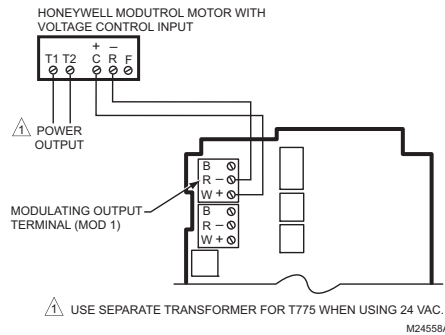 HONEYWELL MODUTROL MOTOR WITH
VOLTAGE CONTROL INPUT
+ –
T1 T2 C R F
1 POWER
OUTPUT
B
R –
W +
MODULATING OUTPUT
TERMINAL (MOD 1)
B
R –
W +
1 USE SEPARATE TRANSFORMER FOR T775 WHEN USING 24 VAC.
M24558A